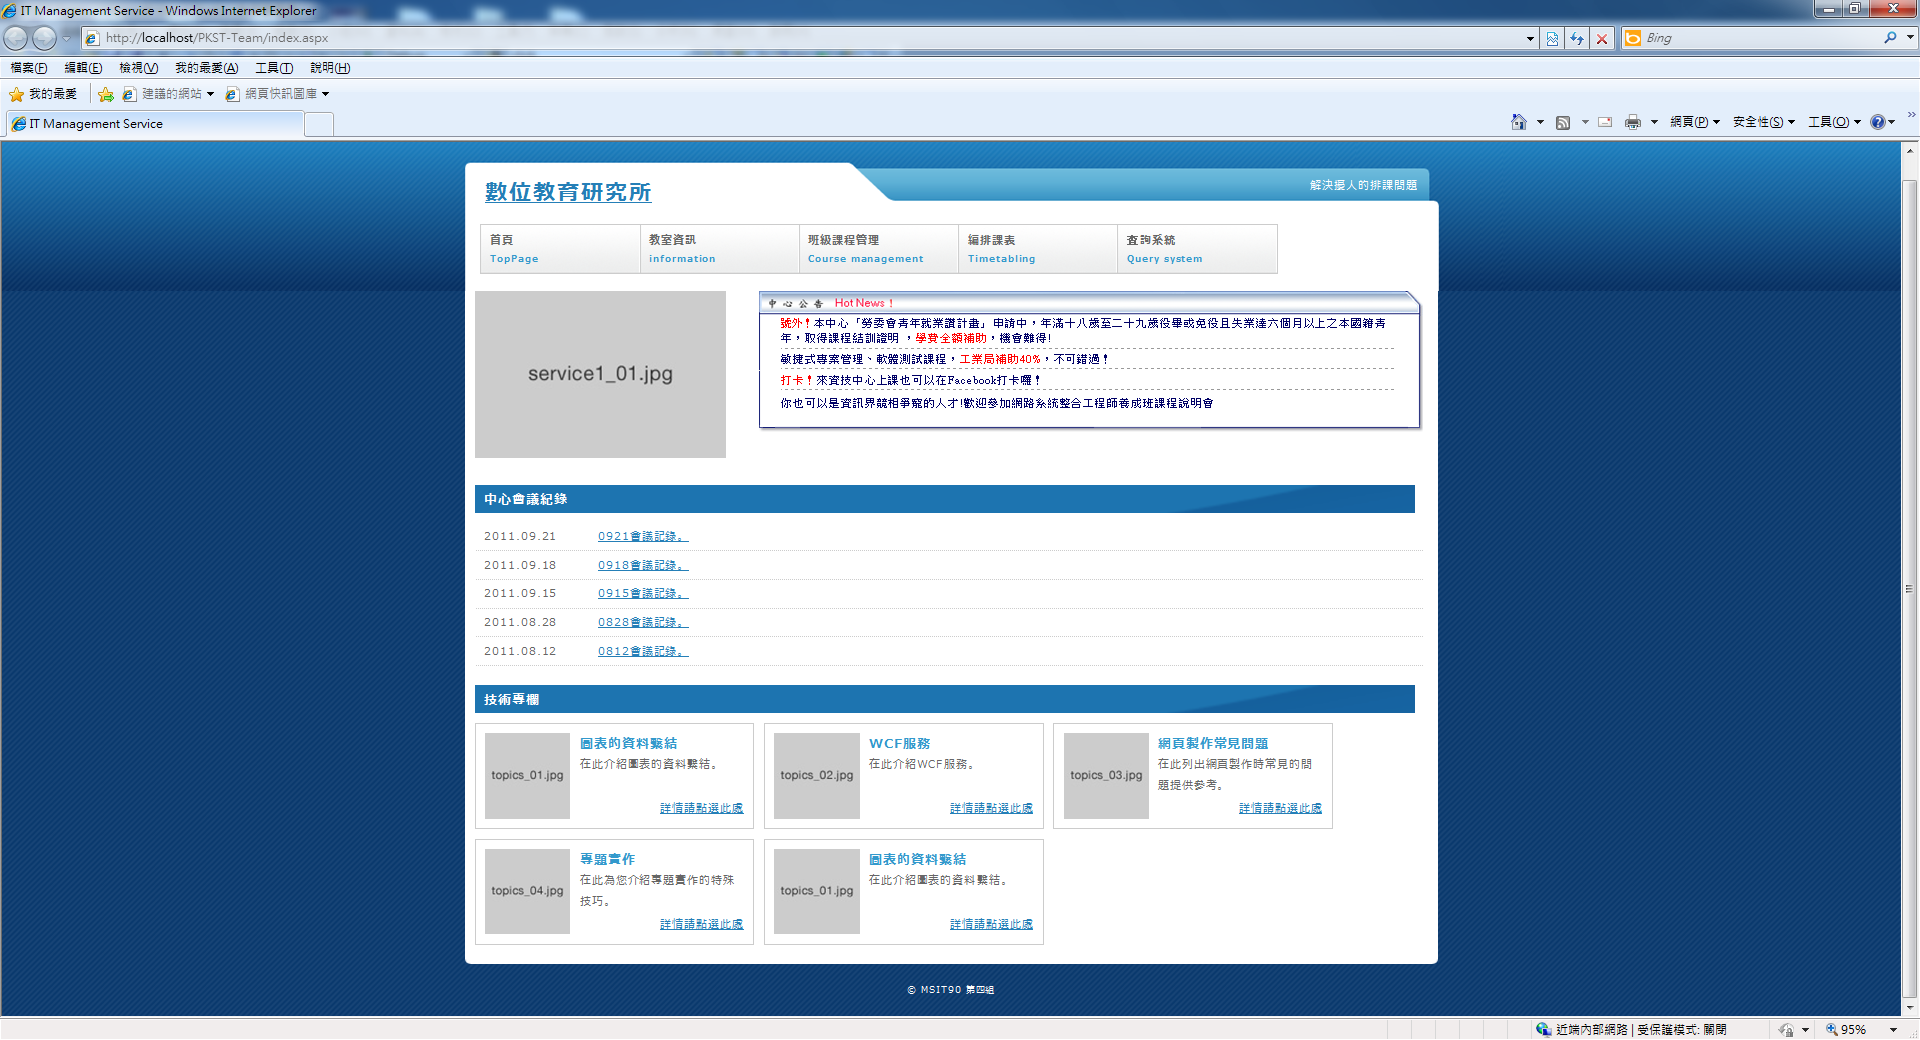 IT Management Service - Windows Internet Explorer
http://localhost/PKST-Team/index.aspx
Bing
檔案(F) 編輯(E) 檢視(V) 我的最愛(A) 工具(T) 說明(H)
我的最愛 建議的網站 網頁快訊圖庫
IT Management Service
網頁(P) 安全性(S) 工具(O)
數位教育研究所
解決擾人的排課問題
首頁 教室資訊 班級課程管理 編排課表 查詢系統
TopPage information Course management Timetabling Query system
service1_01.jpg
中心公告 Hot News！
號外！本中心「勞委會青年就業讚計畫」申請中，年滿十八歲至二十九歲役畢或免役且失業達六個月以上之本國籍青
年，取得課程結訓證明，學費全額補助，機會難得!
敏捷式專案管理、軟體測試課程，工業局補助40%，不可錯過！
打卡！來資技中心上課也可以在Facebook打卡囉！
你也可以是資訊界競相爭寵的人才!歡迎參加網路系統整合工程師養成班課程說明會
中心會議紀錄
2011.09.21 0921會議記錄。
2011.09.18 0918會議記錄。
2011.09.15 0915會議記錄。
2011.08.28 0828會議記錄。
2011.08.12 0812會議記錄。
技術專欄
topics_01.jpg
圖表的資料繫結
在此介紹圖表的資料繫結。
詳情請點選此處
topics_02.jpg
WCF服務
在此介紹WCF服務。
詳情請點選此處
topics_03.jpg
網頁製作常見問題
在此列出網頁製作時常見的問
題提供參考。
詳情請點選此處
topics_04.jpg
專題實作
在此為您介紹專題實作的特殊
技巧。
詳情請點選此處
topics_01.jpg
圖表的資料繫結
在此介紹圖表的資料繫結。
詳情請點選此處
© MSIT90 第四組
近端內部網路 | 受保護模式: 關閉
95%